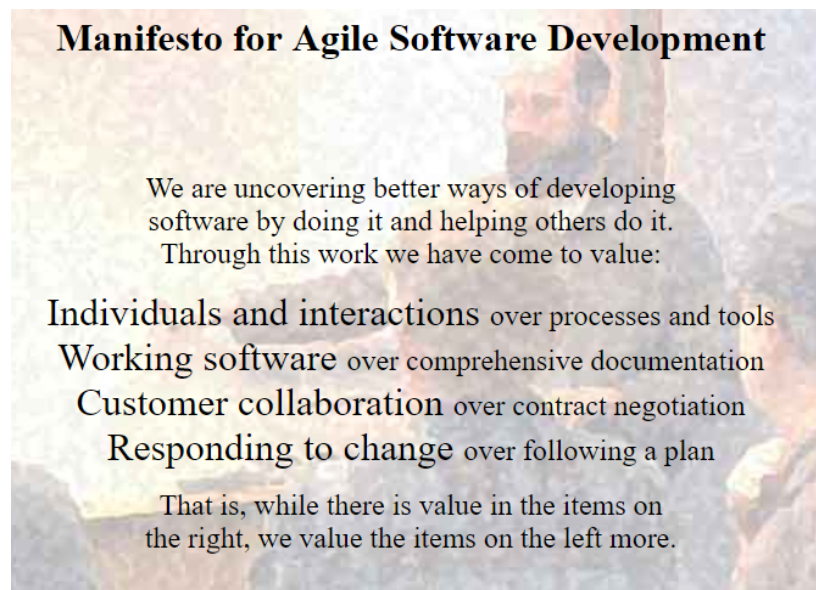 Manifesto for Agile Software Development
We are uncovering better ways of developing
software by doing it and helping others do it.
Through this work we have come to value:
Individuals and interactions over processes and tools
Working software over comprehensive documentation
Customer collaboration over contract negotiation
Responding to change over following a plan
That is, while there is value in the items on
the right, we value the items on the left more.